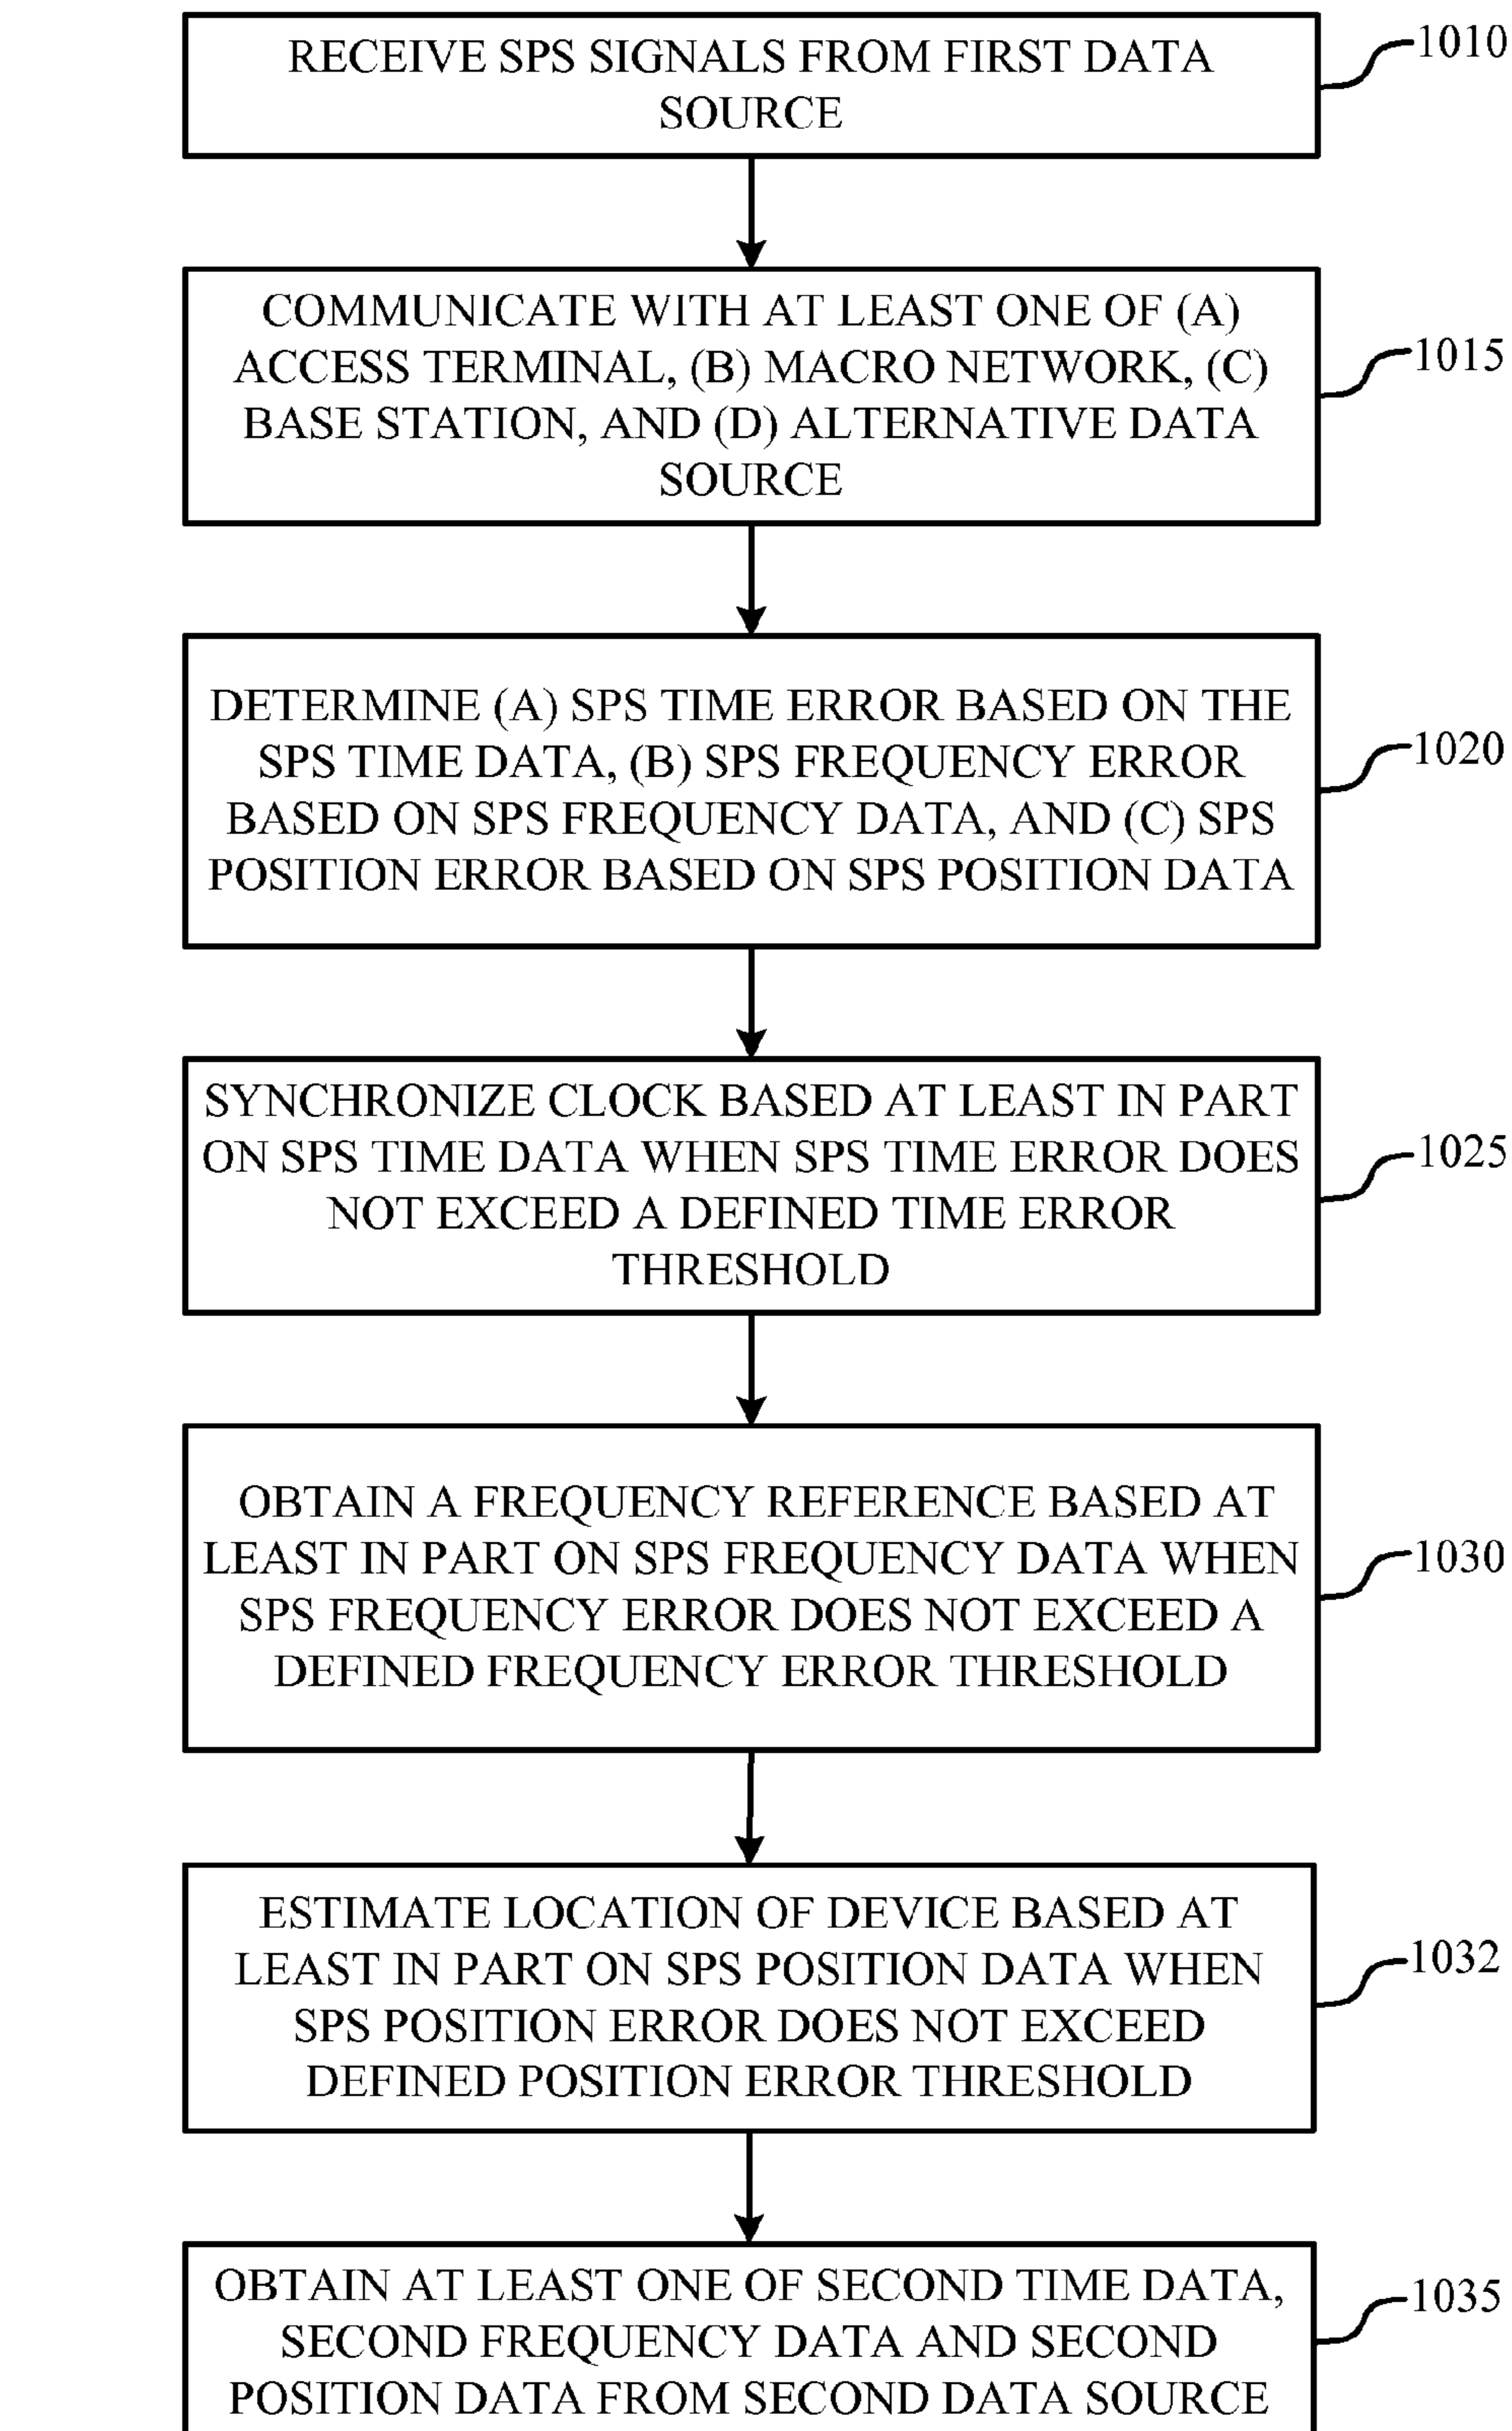 RECEIVE SPS SIGNALS FROM FIRST DATA
SOURCE
1010
COMMUNICATE WITH AT LEAST ONE OF (A)
ACCESS TERMINAL, (B) MACRO NETWORK, (C)
BASE STATION, AND (D) ALTERNATIVE DATA
SOURCE
1015
DETERMINE (A) SPS TIME ERROR BASED ON THE
SPS TIME DATA, (B) SPS FREQUENCY ERROR
BASED ON SPS FREQUENCY DATA, AND (C) SPS
POSITION ERROR BASED ON SPS POSITION DATA
1020
SYNCHRONIZE CLOCK BASED AT LEAST IN PART
ON SPS TIME DATA WHEN SPS TIME ERROR DOES
NOT EXCEED A DEFINED TIME ERROR
THRESHOLD
1025
OBTAIN A FREQUENCY REFERENCE BASED AT
LEAST IN PART ON SPS FREQUENCY DATA WHEN
SPS FREQUENCY ERROR DOES NOT EXCEED A
DEFINED FREQUENCY ERROR THRESHOLD
1030
ESTIMATE LOCATION OF DEVICE BASED AT
LEAST IN PART ON SPS POSITION DATA WHEN
SPS POSITION ERROR DOES NOT EXCEED
DEFINED POSITION ERROR THRESHOLD
1032
OBTAIN AT LEAST ONE OF SECOND TIME DATA,
SECOND FREQUENCY DATA AND SECOND
POSITION DATA FROM SECOND DATA SOURCE
1035